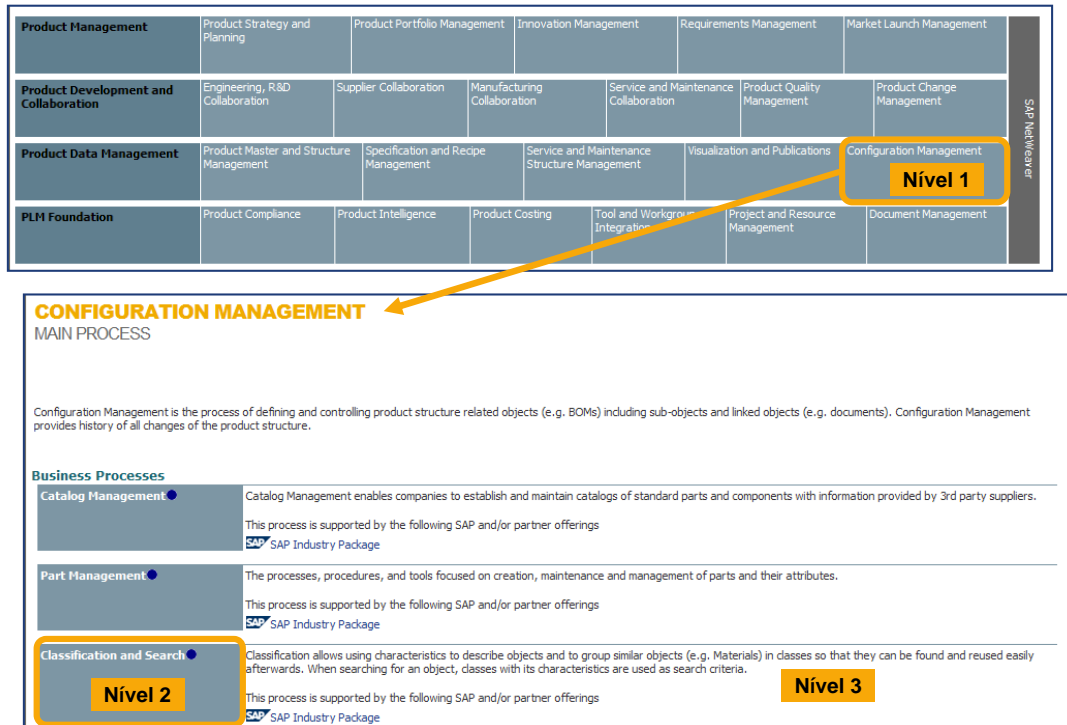 Product Management
Product Strategy and
Planning
Product Portfolio Management
Innovation Management
Requirements Management
Market Launch Management
Product Development and
Collaboration
Engineering, R&D
Collaboration
Supplier Collaboration
Manufacturing
Collaboration
Service and Maintenance
Collaboration
Product Quality
Management
Product Change
Management
Product Data Management
Product Master and Structure
Management
Specification and Recipe
Management
Service and Maintenance
Structure Management
Visualization and Publications
Configuration Management
Nível 1
PLM Foundation
Product Compliance
Product Intelligence
Product Costing
Tool and Workgroup
Integration
Project and Resource
Management
Document Management
SAP NetWeaver
CONFIGURATION MANAGEMENT
MAIN PROCESS
Configuration Management is the process of defining and controlling product structure related objects (e.g. BOMs) including sub-objects and linked objects (e.g. documents). Configuration Management
provides history of all changes of the product structure.
Business Processes
Catalog Management
Catalog Management enables companies to establish and maintain catalogs of standard parts and components with information provided by 3rd party suppliers.
This process is supported by the following SAP and/or partner offerings
SAP SAP Industry Package
Part Management
The processes, procedures, and tools focused on creation, maintenance and management of parts and their attributes.
This process is supported by the following SAP and/or partner offerings
SAP SAP Industry Package
Classification and Search
Nível 2
Classification allows using characteristics to describe objects and to group similar objects (e.g. Materials) in classes so that they can be found and reused easily
afterwards. When searching for an object, classes with its characteristics are used as search criteria.
Nível 3
This process is supported by the following SAP and/or partner offerings
SAP SAP Industry Package